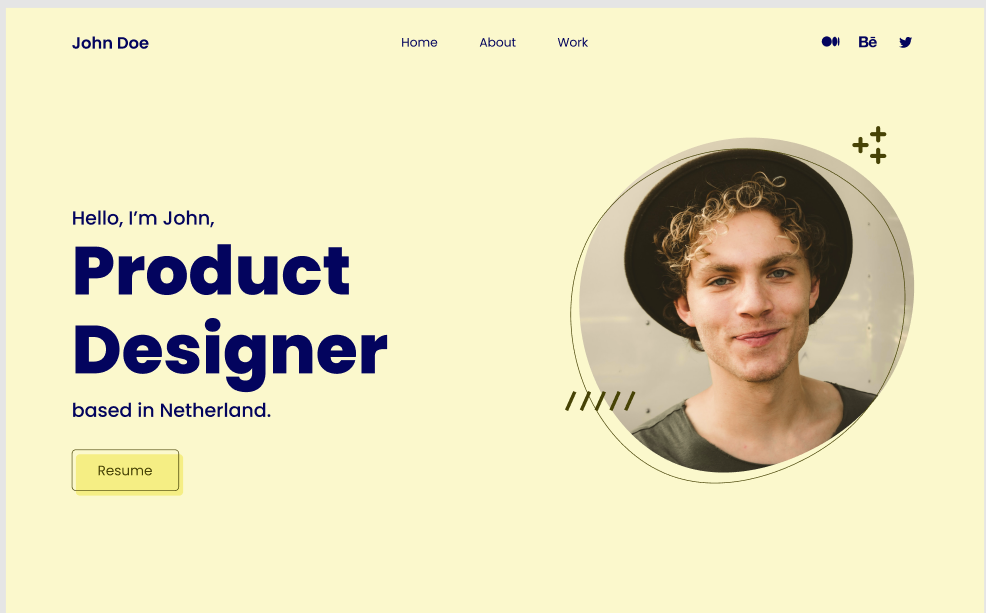 John Doe
Home
About
Work
Bē
Hello, I’m John,
Product
Designer
based in Netherland.
Resume